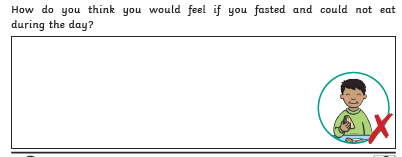 How do you think you would feel if you fasted and could not eat
during the day?